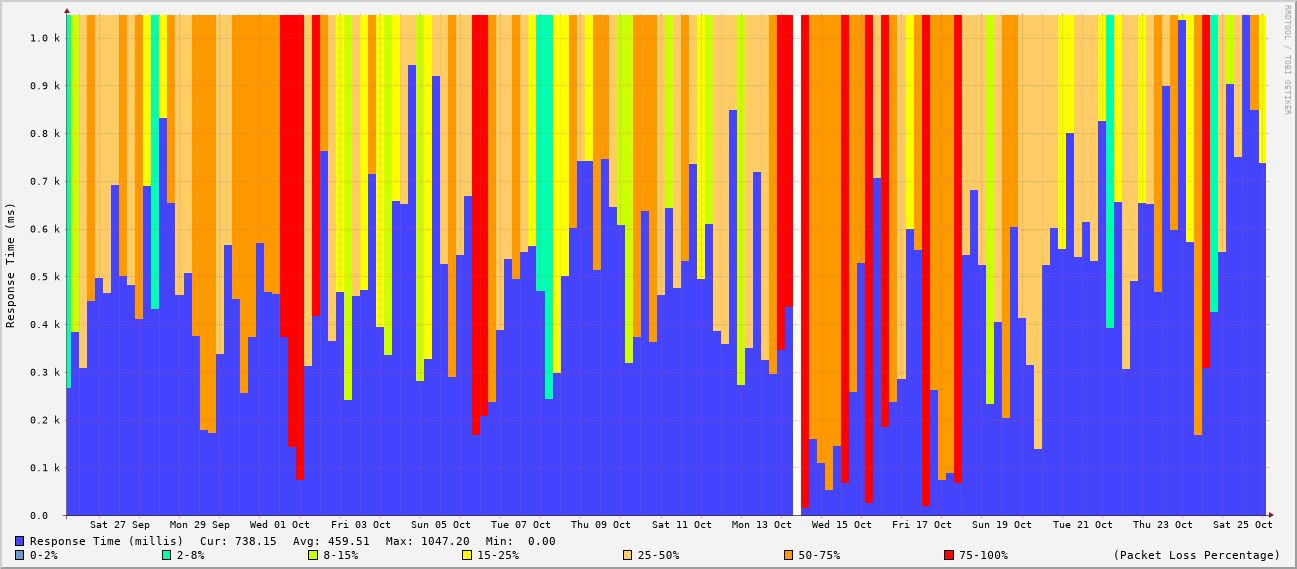 RRDTOOL / TOBI OETIKER
Response Time (ms)
1.0 k
0.9 k
0.8 k
0.7 k
0.6 k
0.5 k
0.4 k
0.3 k
0.2 k
0.1 k
0.0
Sat 27 Sep Mon 29 Sep Wed 01 Oct Fri 03 Oct Sun 05 Oct Tue 07 Oct Thu 09 Oct Sat 11 Oct Mon 13 Oct Wed 15 Oct Fri 17 Oct Sun 19 Oct Tue 21 Oct Thu 23 Oct Sat 25 Oct
Response Time (millis) Cur: 738.15 Avg: 459.51 Max: 1047.20 Min: 0.00
0-2% 2-8% 8-15% 15-25% 25-50% 50-75% 75-100% (Packet Loss Percentage)